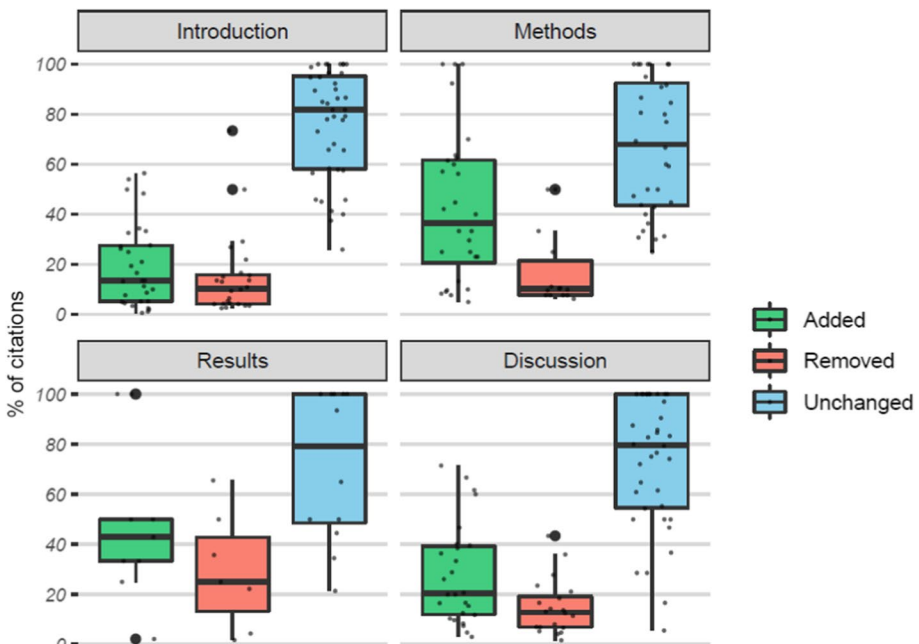 Introduction
Methods
100
80
60
40
20
0
Results
Discussion
100
80
60
40
20
0
% of citations
Added
Removed
Unchanged